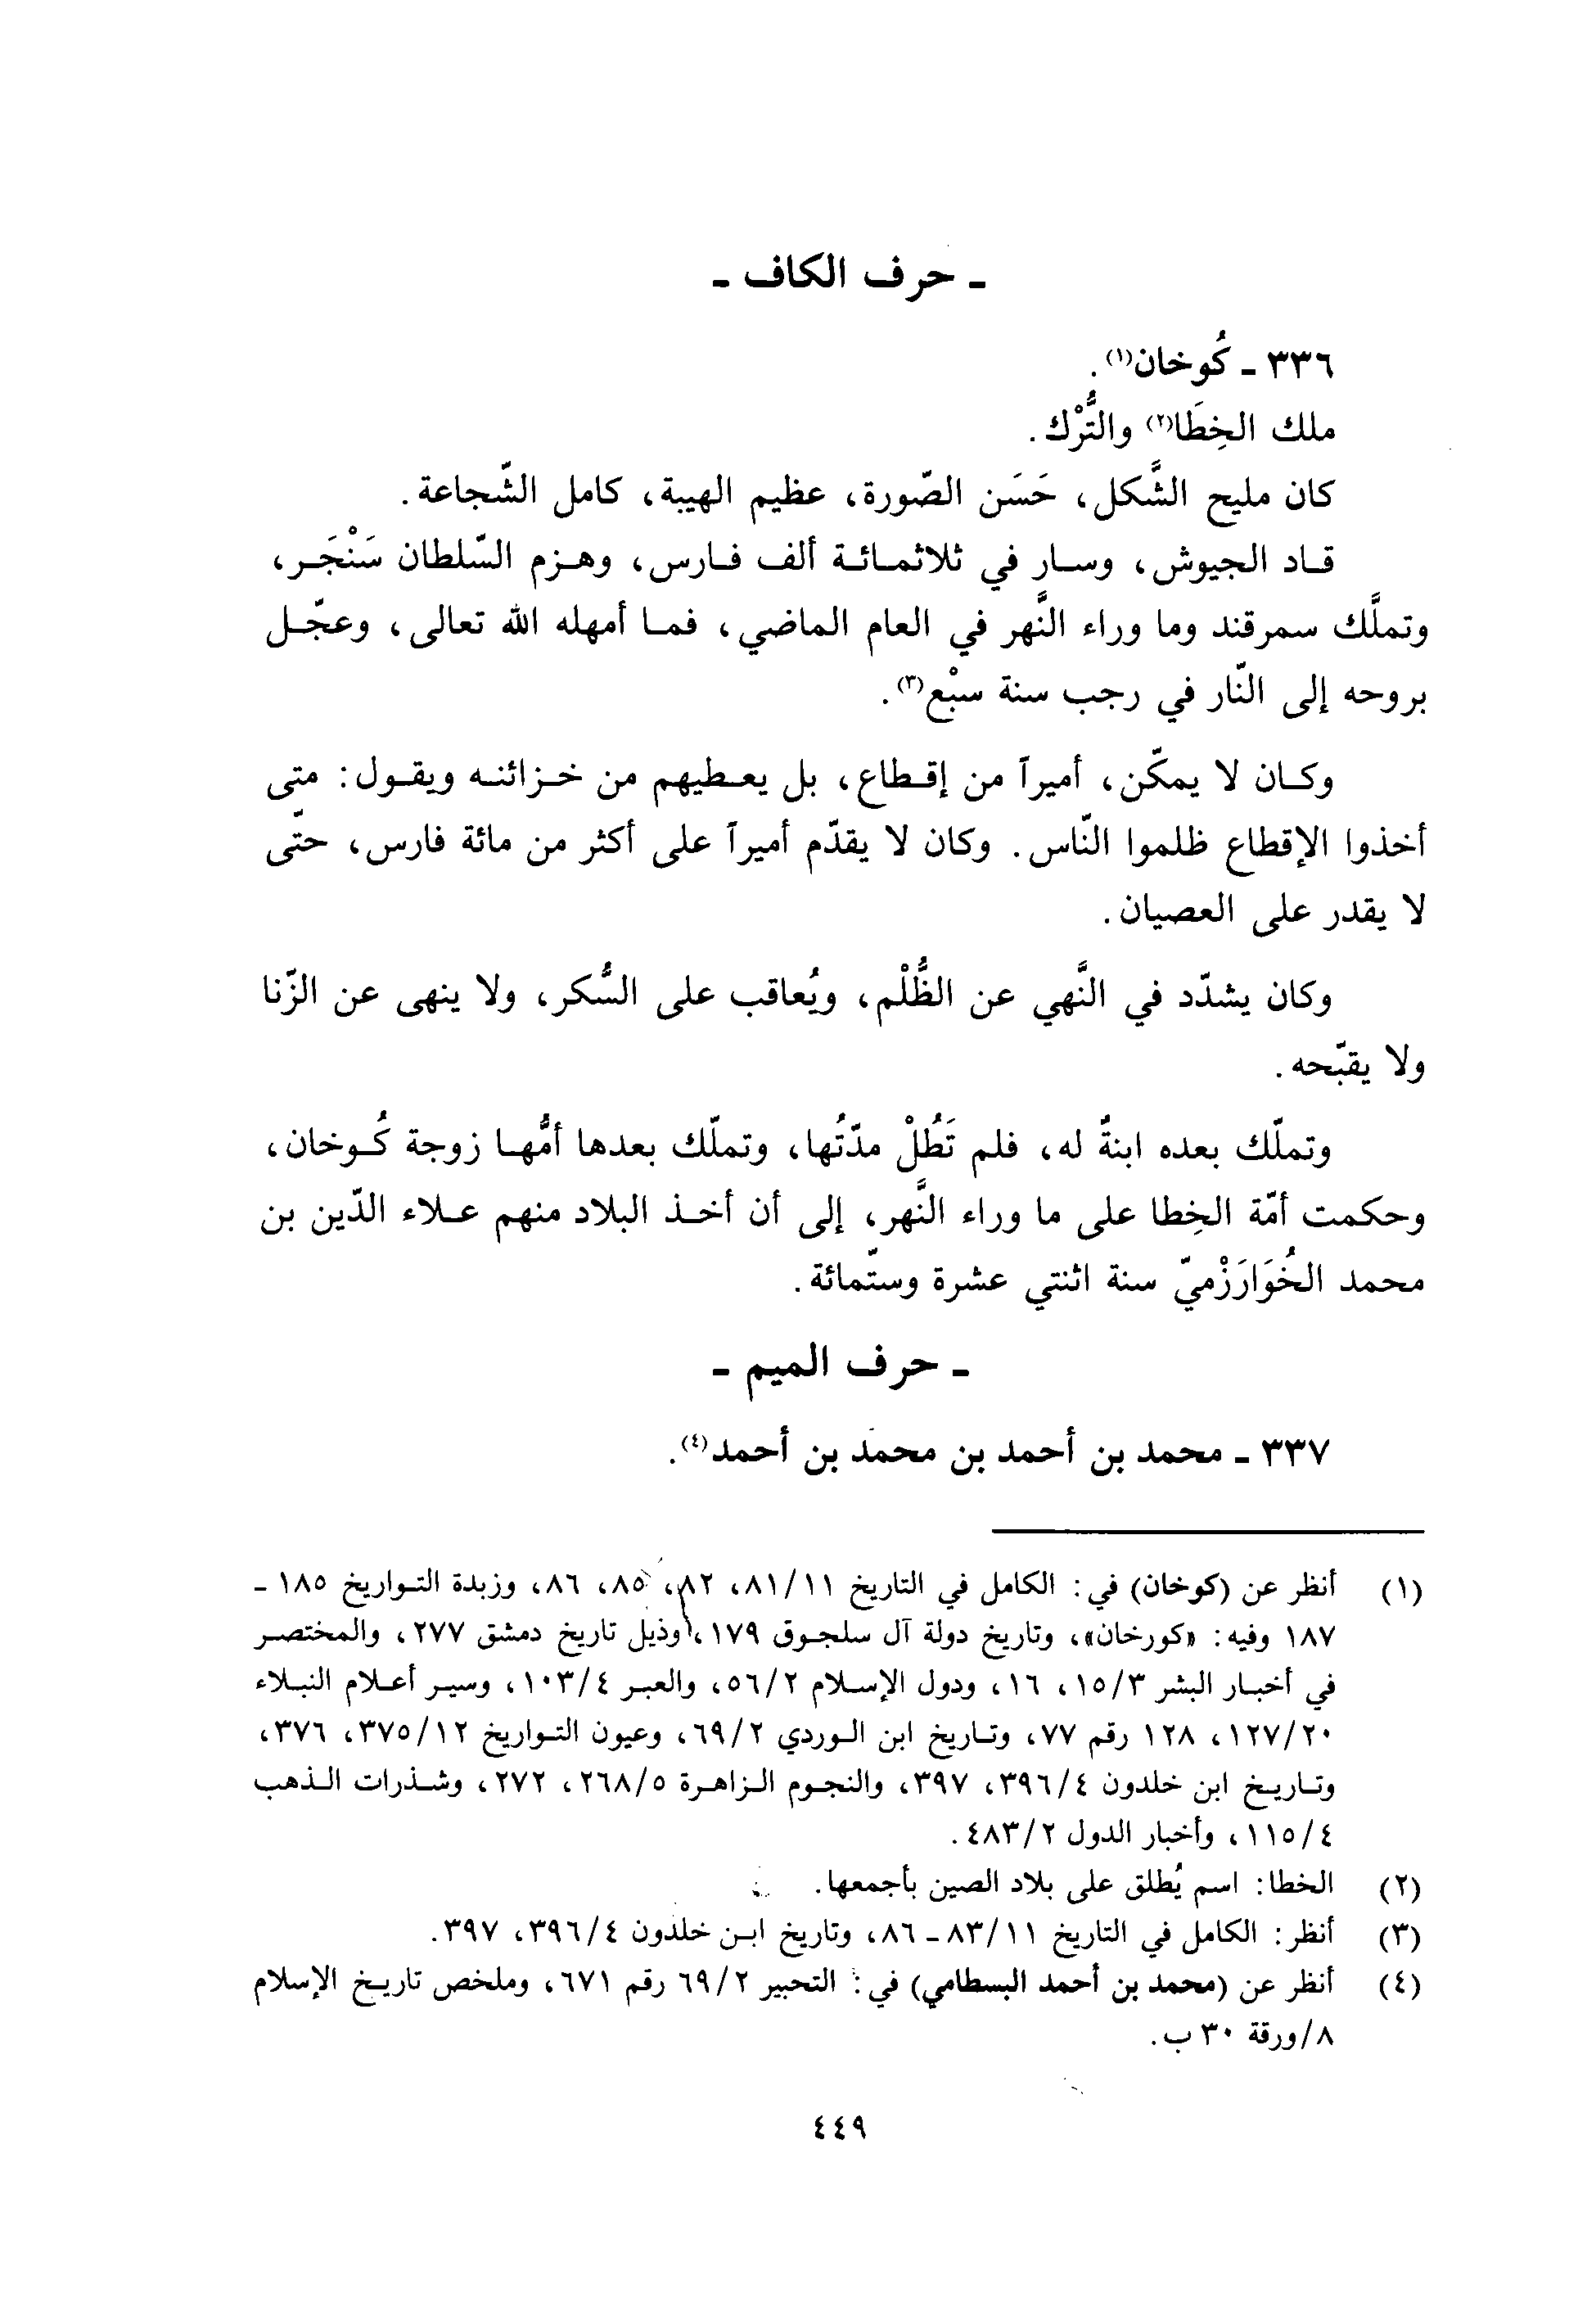 ـ حرف الكاف ـ
٣٣٦ ـ كُوخان(١).
ملك الخِطَا(٢) والتُّرْك.
كان مليح الشَّكل، حَسَن الصّورة، عظيم الهيبة، كامل الشّجاعة.
قاد الجيوش، وسار في ثلاثمائة ألف فارس، وهزم السّلطان سَنْجَر،
وتملَّك سمرقند وما وراء النَّهر في العام الماضي، فما أمهله الله تعالى، وعجّل
بروحه إلى النّار في رجب سنة سبْع(٣).
وكان لا يمكّن، أميراً من إقطاع، بل يعطيهم من خزائنه ويقول: متى
أخذوا الإقطاع ظلموا النّاس. وكان لا يقدّم أميراً على أكثر من مائة فارس، حتّى
لا يقدر على العصيان.
وكان يشدّد في النَّهي عن الظُّلْم، ويُعاقب على السُّكر، ولا ينهى عن الزّنا
ولا يقبّحه.
وتملّك بعده ابنةٌ له، فلم تَطُلْ مدّتُها، وتملّك بعدها أمُّها زوجة كُوخان،
وحكمت أمّة الخِطا على ما وراء النَّهر، إلى أن أخذ البلاد منهم علاء الدّين بن
محمد الخُوَارَزْميّ سنة اثنتي عشرة وستّمائة.
ـ حرف الميم ـ
٣٣٧ ـ محمد بن أحمد بن محمد بن أحمد(٤).
(١) أنظر عن (كوخان) في: الكامل في التاريخ ٨١/١١، ٨٢، ٨٥، ٨٦، وزبدة التواريخ ١٨٥ ـ
١٨٧ وفيه: «كورخان»، وتاريخ دولة آل سلجوق ١٧٩، وذيل تاريخ دمشق ٢٧٧، والمختصر
في أخبار البشر ١٥/٣، ١٦، ودول الإسلام ٥٦/٢، والعبر ١٠٣/٤، وسير أعلام النبلاء
١٢٧/٢٠، ١٢٨ رقم ٧٧، وتاريخ ابن الوردي ٦٩/٢، وعيون التواريخ ٣٧٥/١٢، ٣٧٦،
وتاريخ ابن خلدون ٣٩٦/٤، ٣٩٧، والنجوم الزاهرة ٢٦٨/٥، ٢٧٢، وشذرات الذهب
١١٥/٤، وأخبار الدول ٤٨٣/٢.
(٢) الخطا: اسم يُطلق على بلاد الصين بأجمعها.
(٣) أنظر: الكامل في التاريخ ٨٣/١١ ـ ٨٦، وتاريخ ابن خلدون ٣٩٦/٤، ٣٩٧.
(٤) أنظر عن (محمد بن أحمد البسطامي) في: التحبير ٦٩/٢ رقم ٦٧١، وملخص تاريخ الإسلام
٨/ورقة ٣٠ ب.
٤٤٩